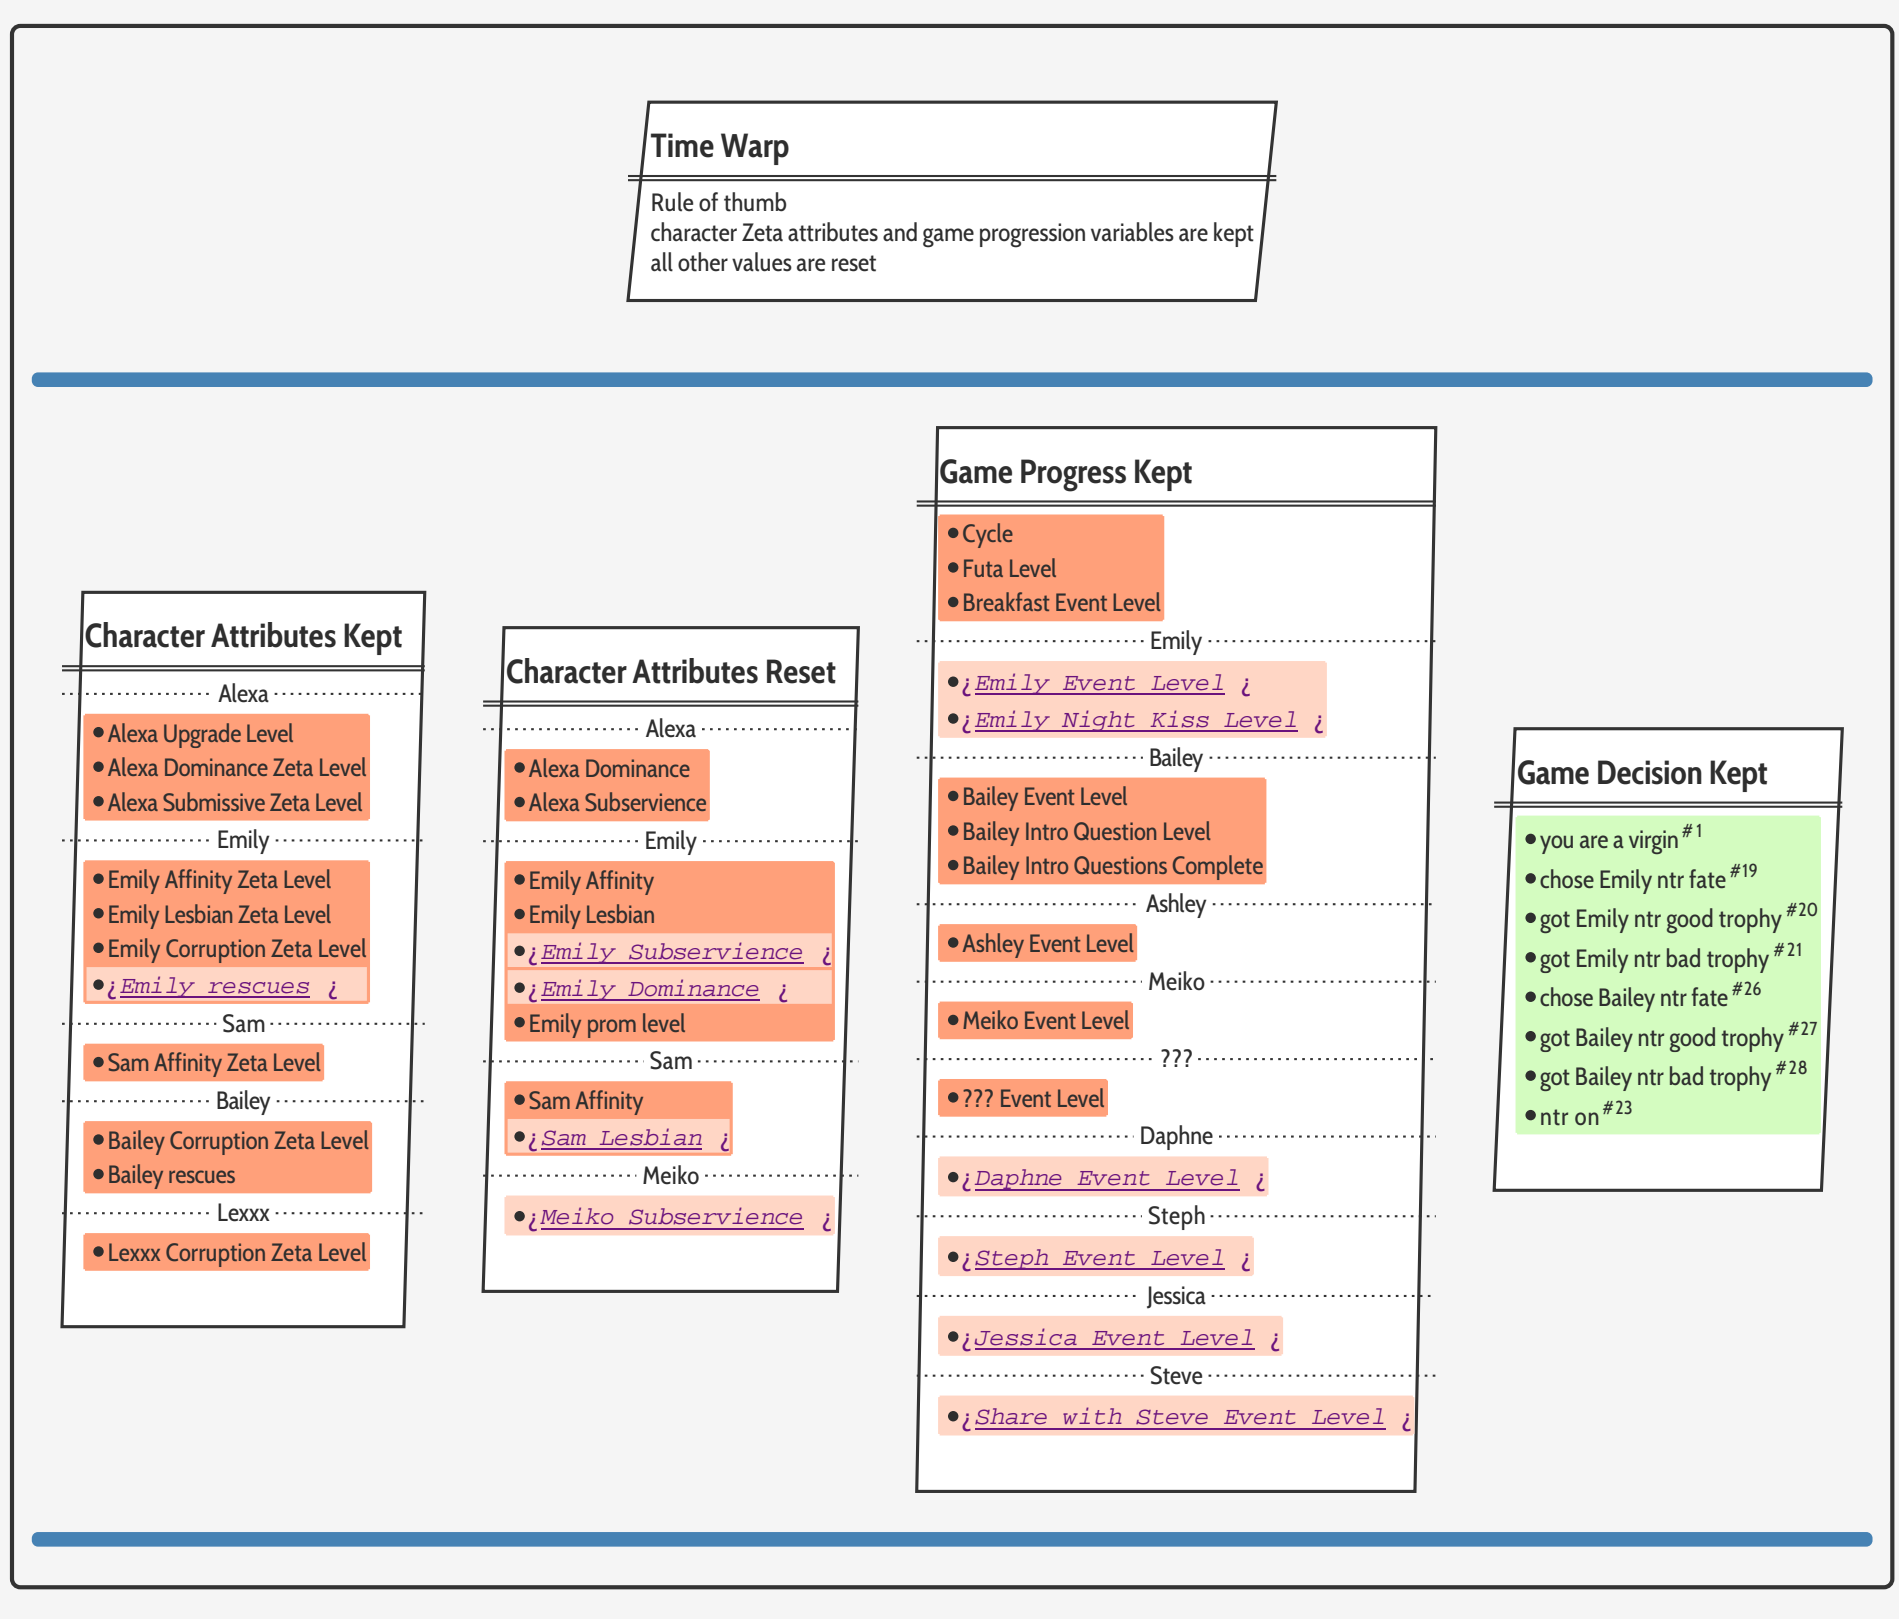 Time Warp
Rule of thumb
character Zeta attributes and game progression variables are kept
all other values are reset
Character Attributes Kept
Alexa
•Alexa Upgrade Level
•Alexa Dominance Zeta Level
•Alexa Submissive Zeta Level
Emily
•Emily Affinity Zeta Level
•Emily Lesbian Zeta Level
•Emily Corruption Zeta Level
•¿Emily rescues ¿
Sam
•Sam Affinity Zeta Level
Bailey
•Bailey Corruption Zeta Level
•Bailey rescues
Lexxx
•Lexxx Corruption Zeta Level
Character Attributes Reset
Alexa
•Alexa Dominance
•Alexa Subservience
Emily
•Emily Affinity
•Emily Lesbian
•¿Emily Subservience ¿
•¿Emily Dominance ¿
•Emily prom level
Sam
•Sam Affinity
•¿Sam Lesbian ¿
Meiko
•¿Meiko Subservience ¿
Game Progress Kept
•Cycle
•Futa Level
•Breakfast Event Level
Emily
•¿Emily Event Level ¿
•¿Emily Night Kiss Level ¿
Bailey
•Bailey Event Level
•Bailey Intro Question Level
•Bailey Intro Questions Complete
Ashley
•Ashley Event Level
Meiko
•Meiko Event Level
???
•??? Event Level
Daphne
•¿Daphne Event Level ¿
Steph
•¿Steph Event Level ¿
Jessica
•¿Jessica Event Level ¿
Steve
•¿Share with Steve Event Level ¿
Game Decision Kept
•you are a virgin #1
•chose Emily ntr fate #19
•got Emily ntr good trophy #20
•got Emily ntr bad trophy #21
•chose Bailey ntr fate #26
•got Bailey ntr good trophy #27
•got Bailey ntr bad trophy #28
•ntr on #23